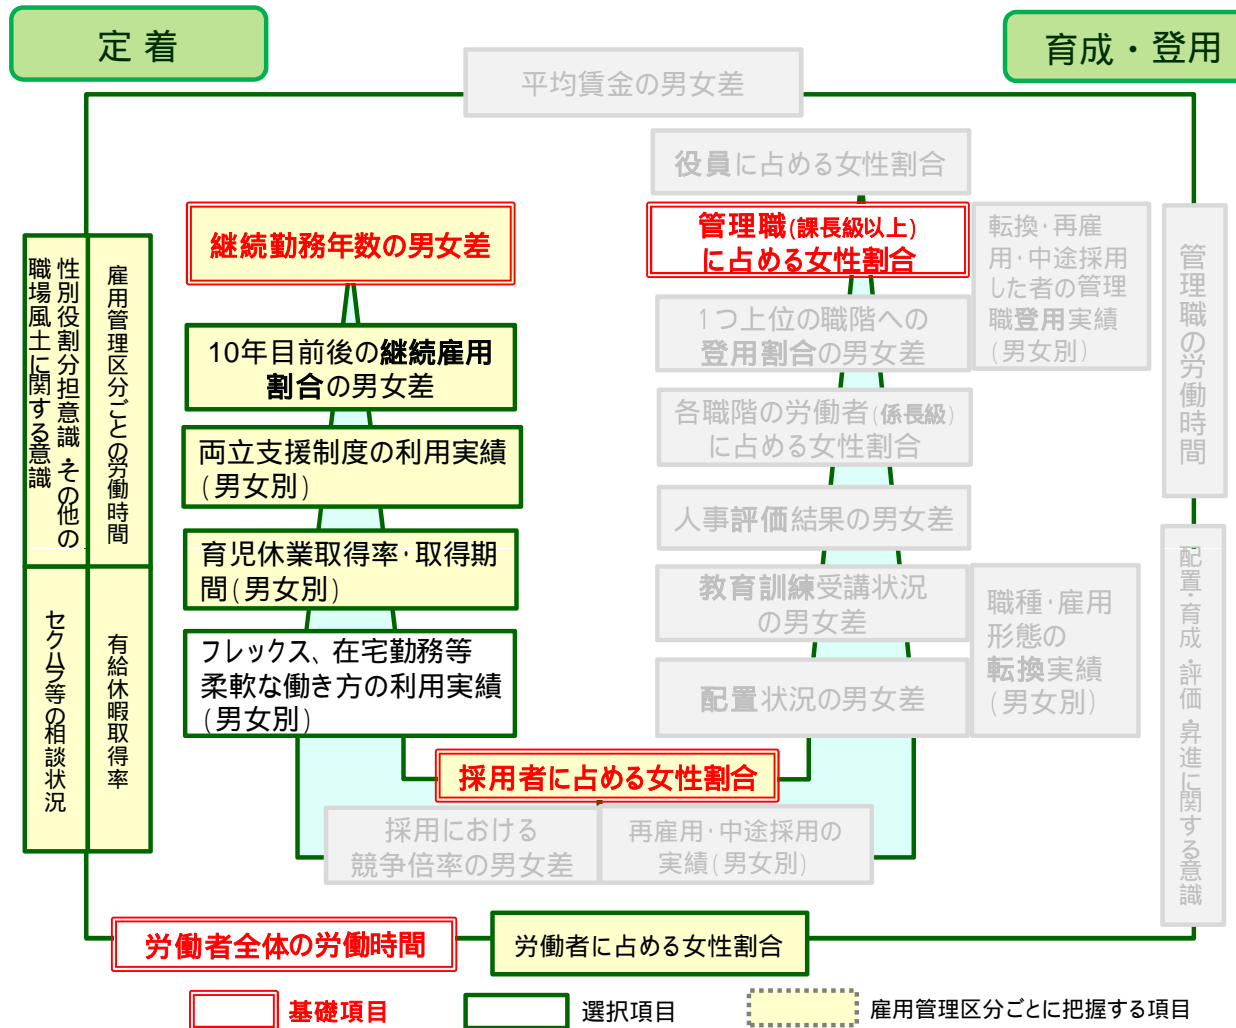 定 着
育成・登用
平均賃金の男女差
役員に占める女性割合
継続勤務年数の男女差
管理職(課長級以上)
に占める女性割合
転換・再雇
用・中途採用
した者の管理
職登用実績
(男女別)
管理職の労働時間
性別役割分担意識・その他の
職場風土に関する意識
雇用管理区分ごとの労働時間
10年目前後の継続雇用
割合の男女差
1つ上位の職階への
登用割合の男女差
両立支援制度の利用実績
(男女別)
各職階の労働者(係長級)
に占める女性割合
育児休業取得率・取得期
間(男女別)
人事評価結果の男女差
セクハラ等の相談状況
有給休暇取得率
フレックス、在宅勤務等
柔軟な働き方の利用実績
(男女別)
教育訓練受講状況
の男女差
職種・雇用
形態の
転換実績
(男女別)
配置状況の男女差
配置・育成・評価・昇進に関する意識
採用者に占める女性割合
採用における
競争倍率の男女差
再雇用・中途採用の
実績(男女別)
労働者全体の労働時間
労働者に占める女性割合
基礎項目
選択項目
雇用管理区分ごとに把握する項目